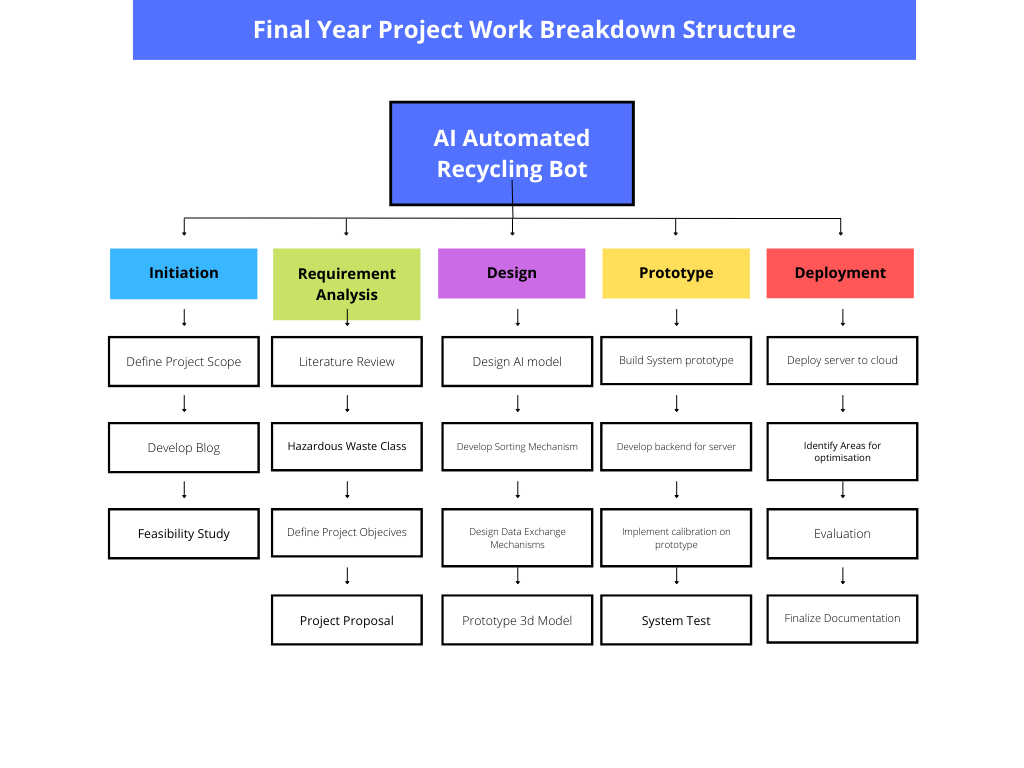 Final Year Project Work Breakdown Structure
AI Automated
Recycling Bot
Initiation
Requirement
Analysis
Design
Prototype
Deployment
Define Project Scope
Literature Review
Design AI model
Build System prototype
Deploy server to cloud
Develop Blog
Hazardous Waste Class
Develop Sorting Mechanism
Develop backend for server
Identify Areas for
optimisation
Feasibility Study
Define Project Objecives
Design Data Exchange
Mechanisms
Implement calibration on
prototype
Evaluation
Project Proposal
Prototype 3d Model
System Test
Finalize Documentation